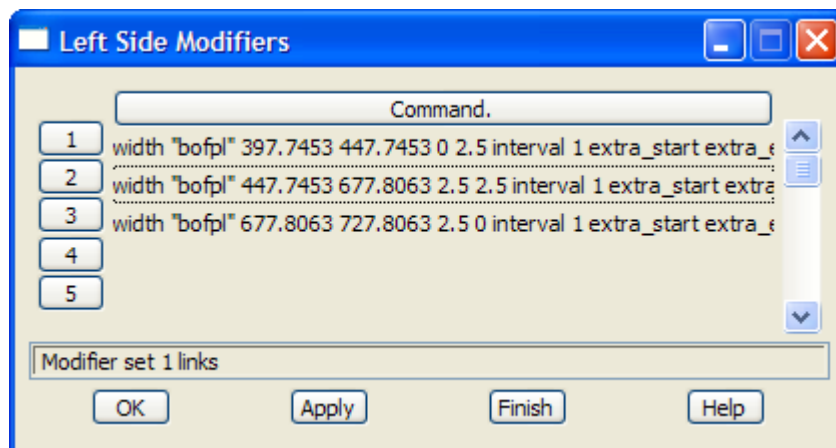 Left Side Modifiers
Command.
1 width "bofpl" 397.7453 447.7453 0 2.5 interval 1 extra_start
2 width "bofpl" 447.7453 677.8063 2.5 2.5 interval 1 extra_start extra
3 width "bofpl" 677.8063 727.8063 2.5 0 interval 1 extra_start
4
5
Modifier set 1 links
OK Apply Finish Help